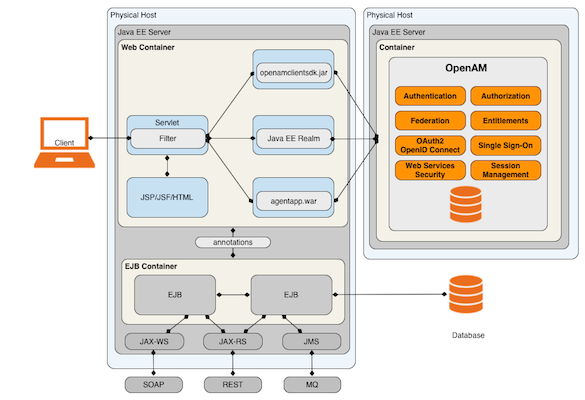 Physical Host
Java EE Server
Web Container
openamclientsdk.jar
Servlet
Filter
Java EE Realm
Client
JSP/JSF/HTML
agentapp.war
annotations
EJB Container
EJB
EJB
JAX-WS
JAX-RS
JMS
SOAP
REST
MQ
Physical Host
Java EE Server
Container
OpenAM
Authentication
Authorization
Federation
Entitlements
OAuth2
OpenID Connect
Single Sign-On
Web Services
Security
Session
Management
Database